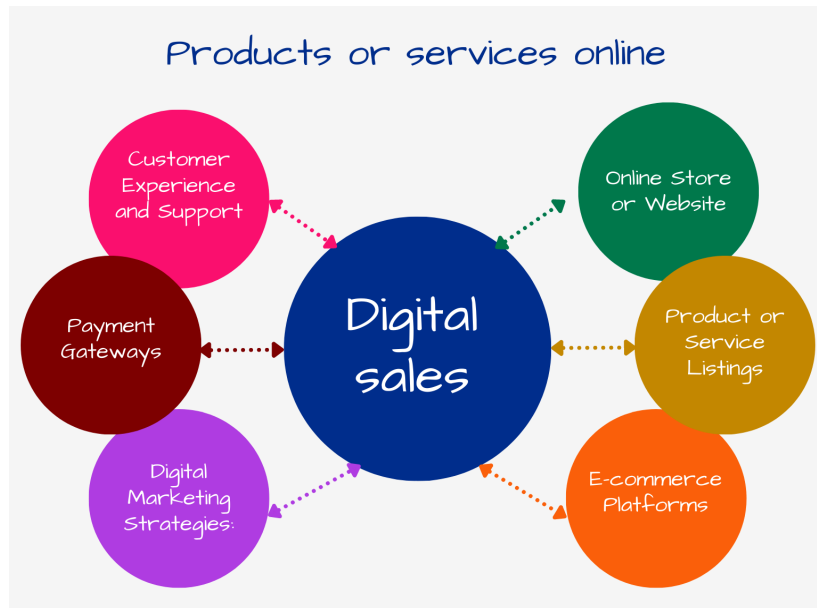 Products or services online
Customer
Experience
and Support
Online Store
or Website
Payment
Gateways
Digital
sales
Product or
Service
Listings
Digital
Marketing
Strategies:
E-commerce
Platforms